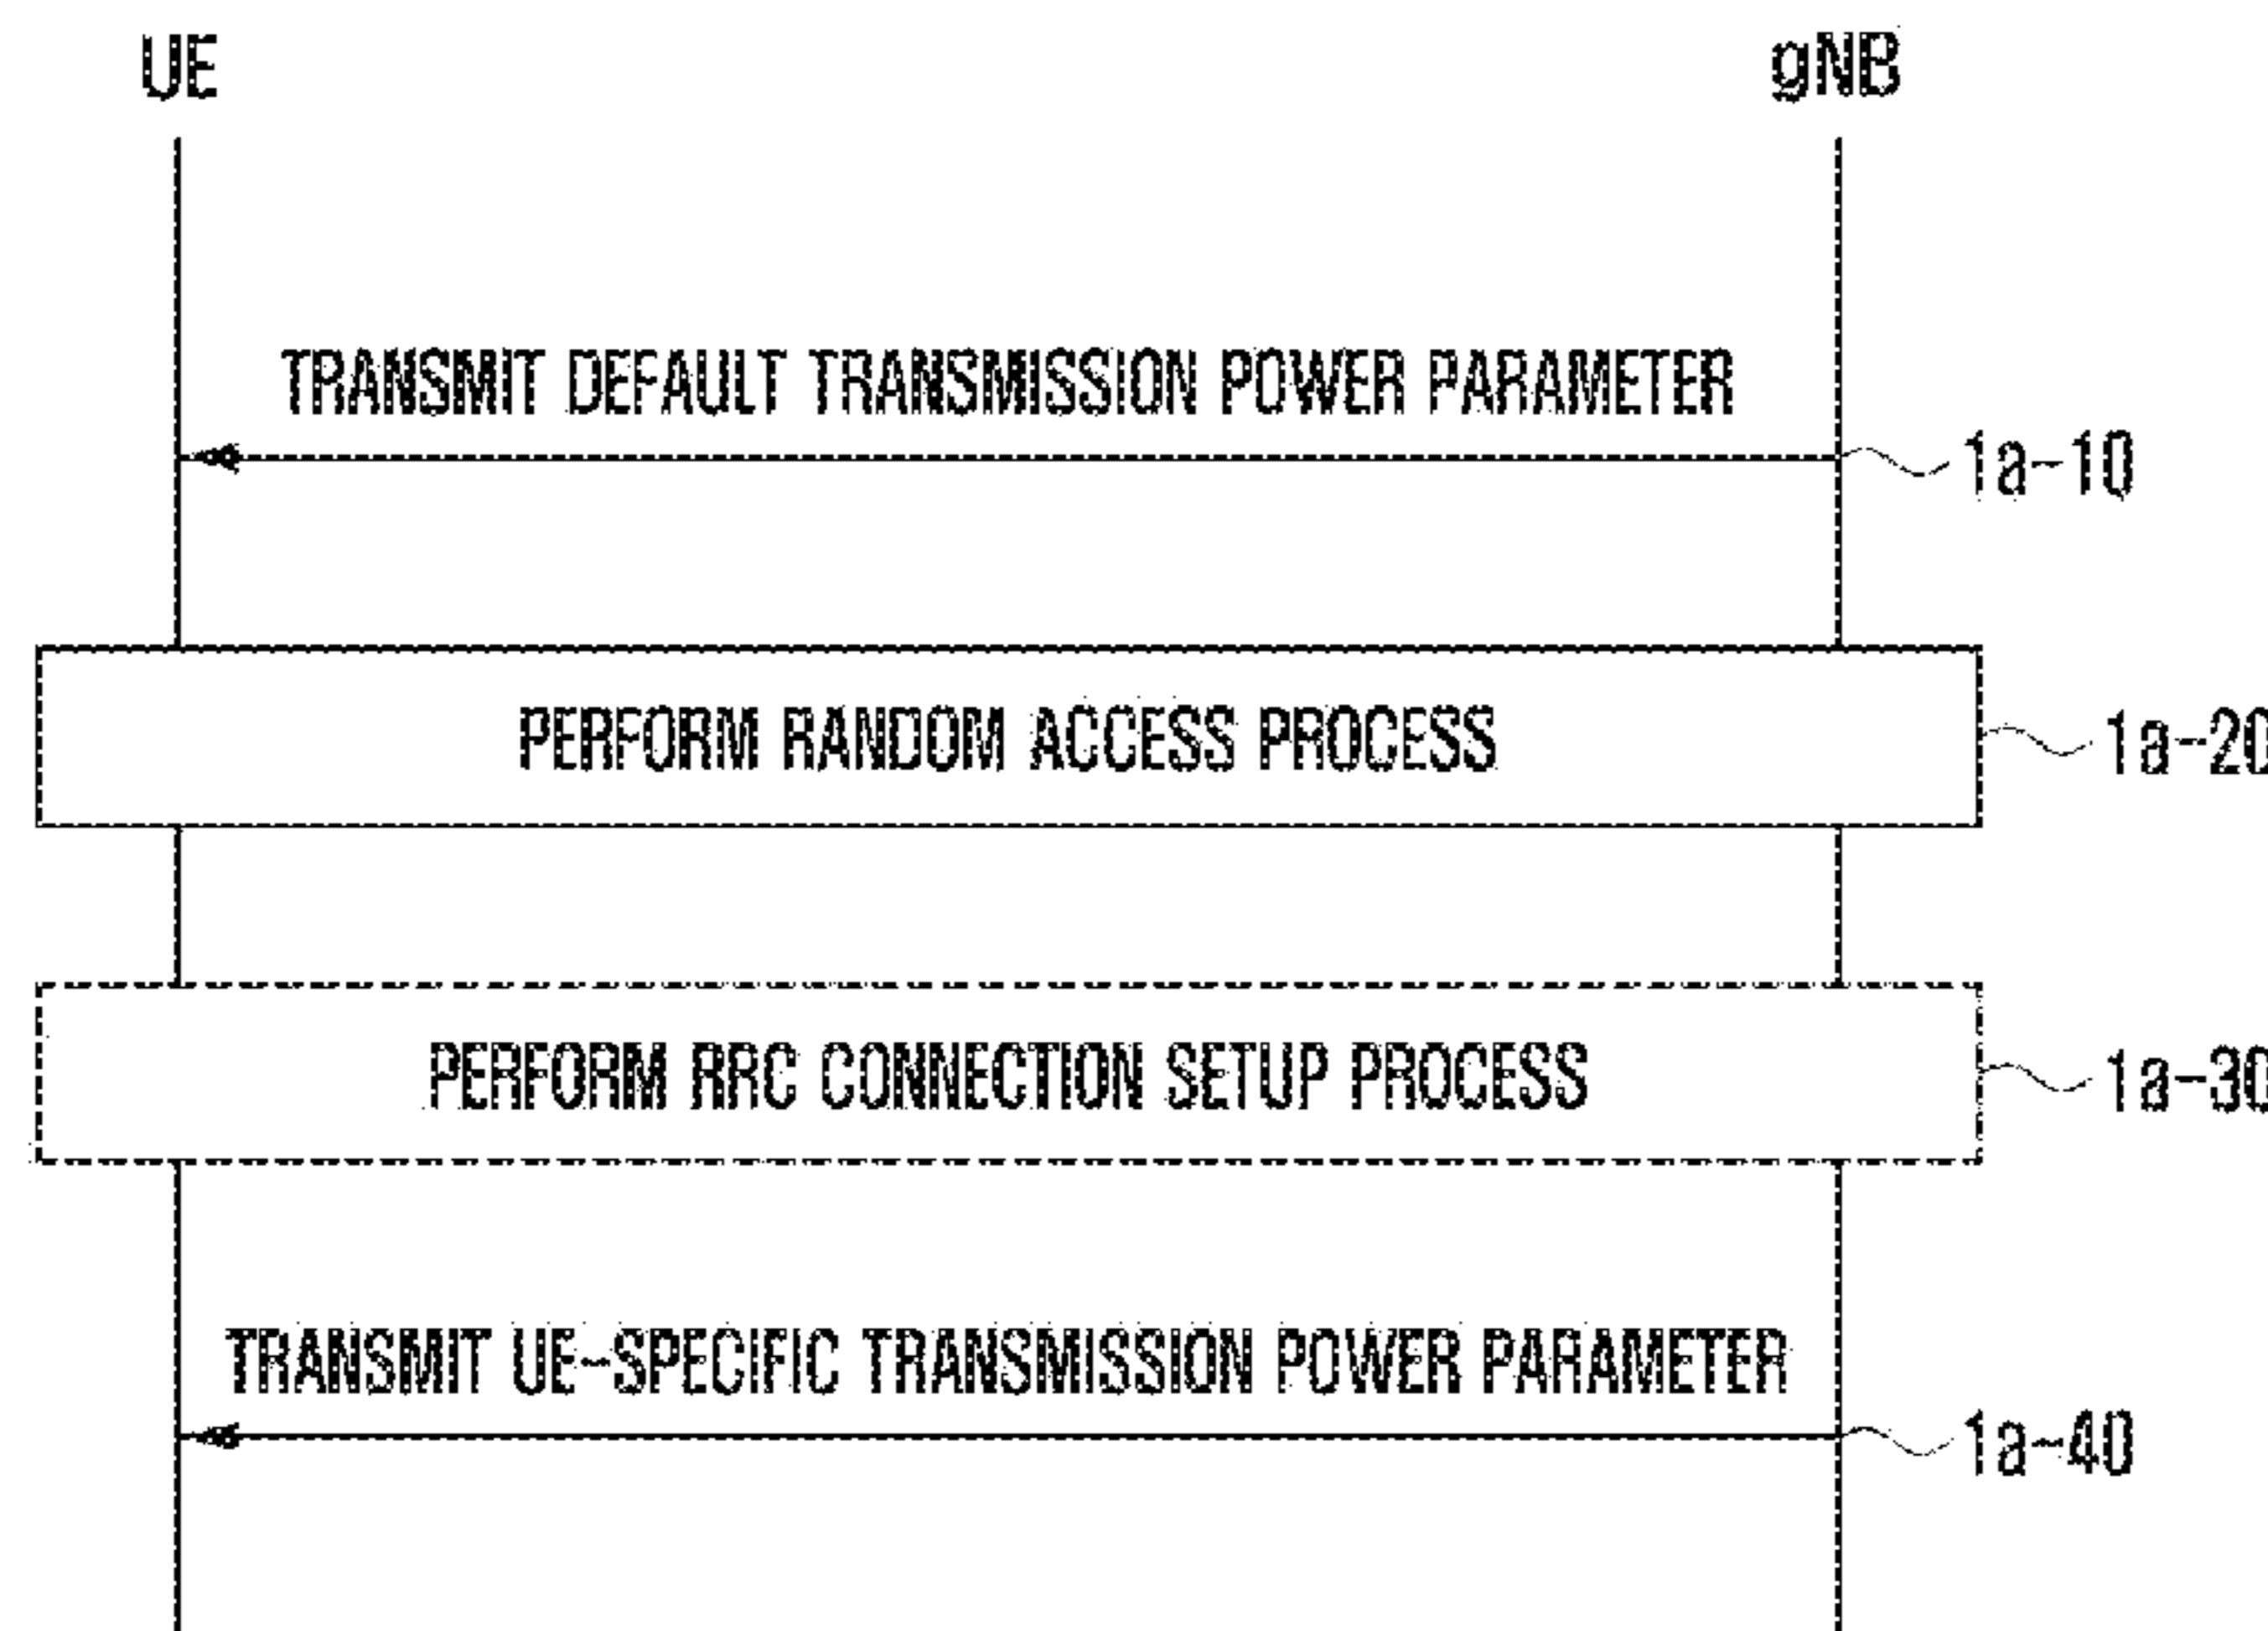 UE gNB
TRANSMIT DEFAULT TRANSMISSION POWER PARAMETER
1a-10
PERFORM RANDOM ACCESS PROCESS
1a-20
PERFORM RRC CONNECTION SETUP PROCESS
1a-30
TRANSMIT UE-SPECIFIC TRANSMISSION POWER PARAMETER
1a-40